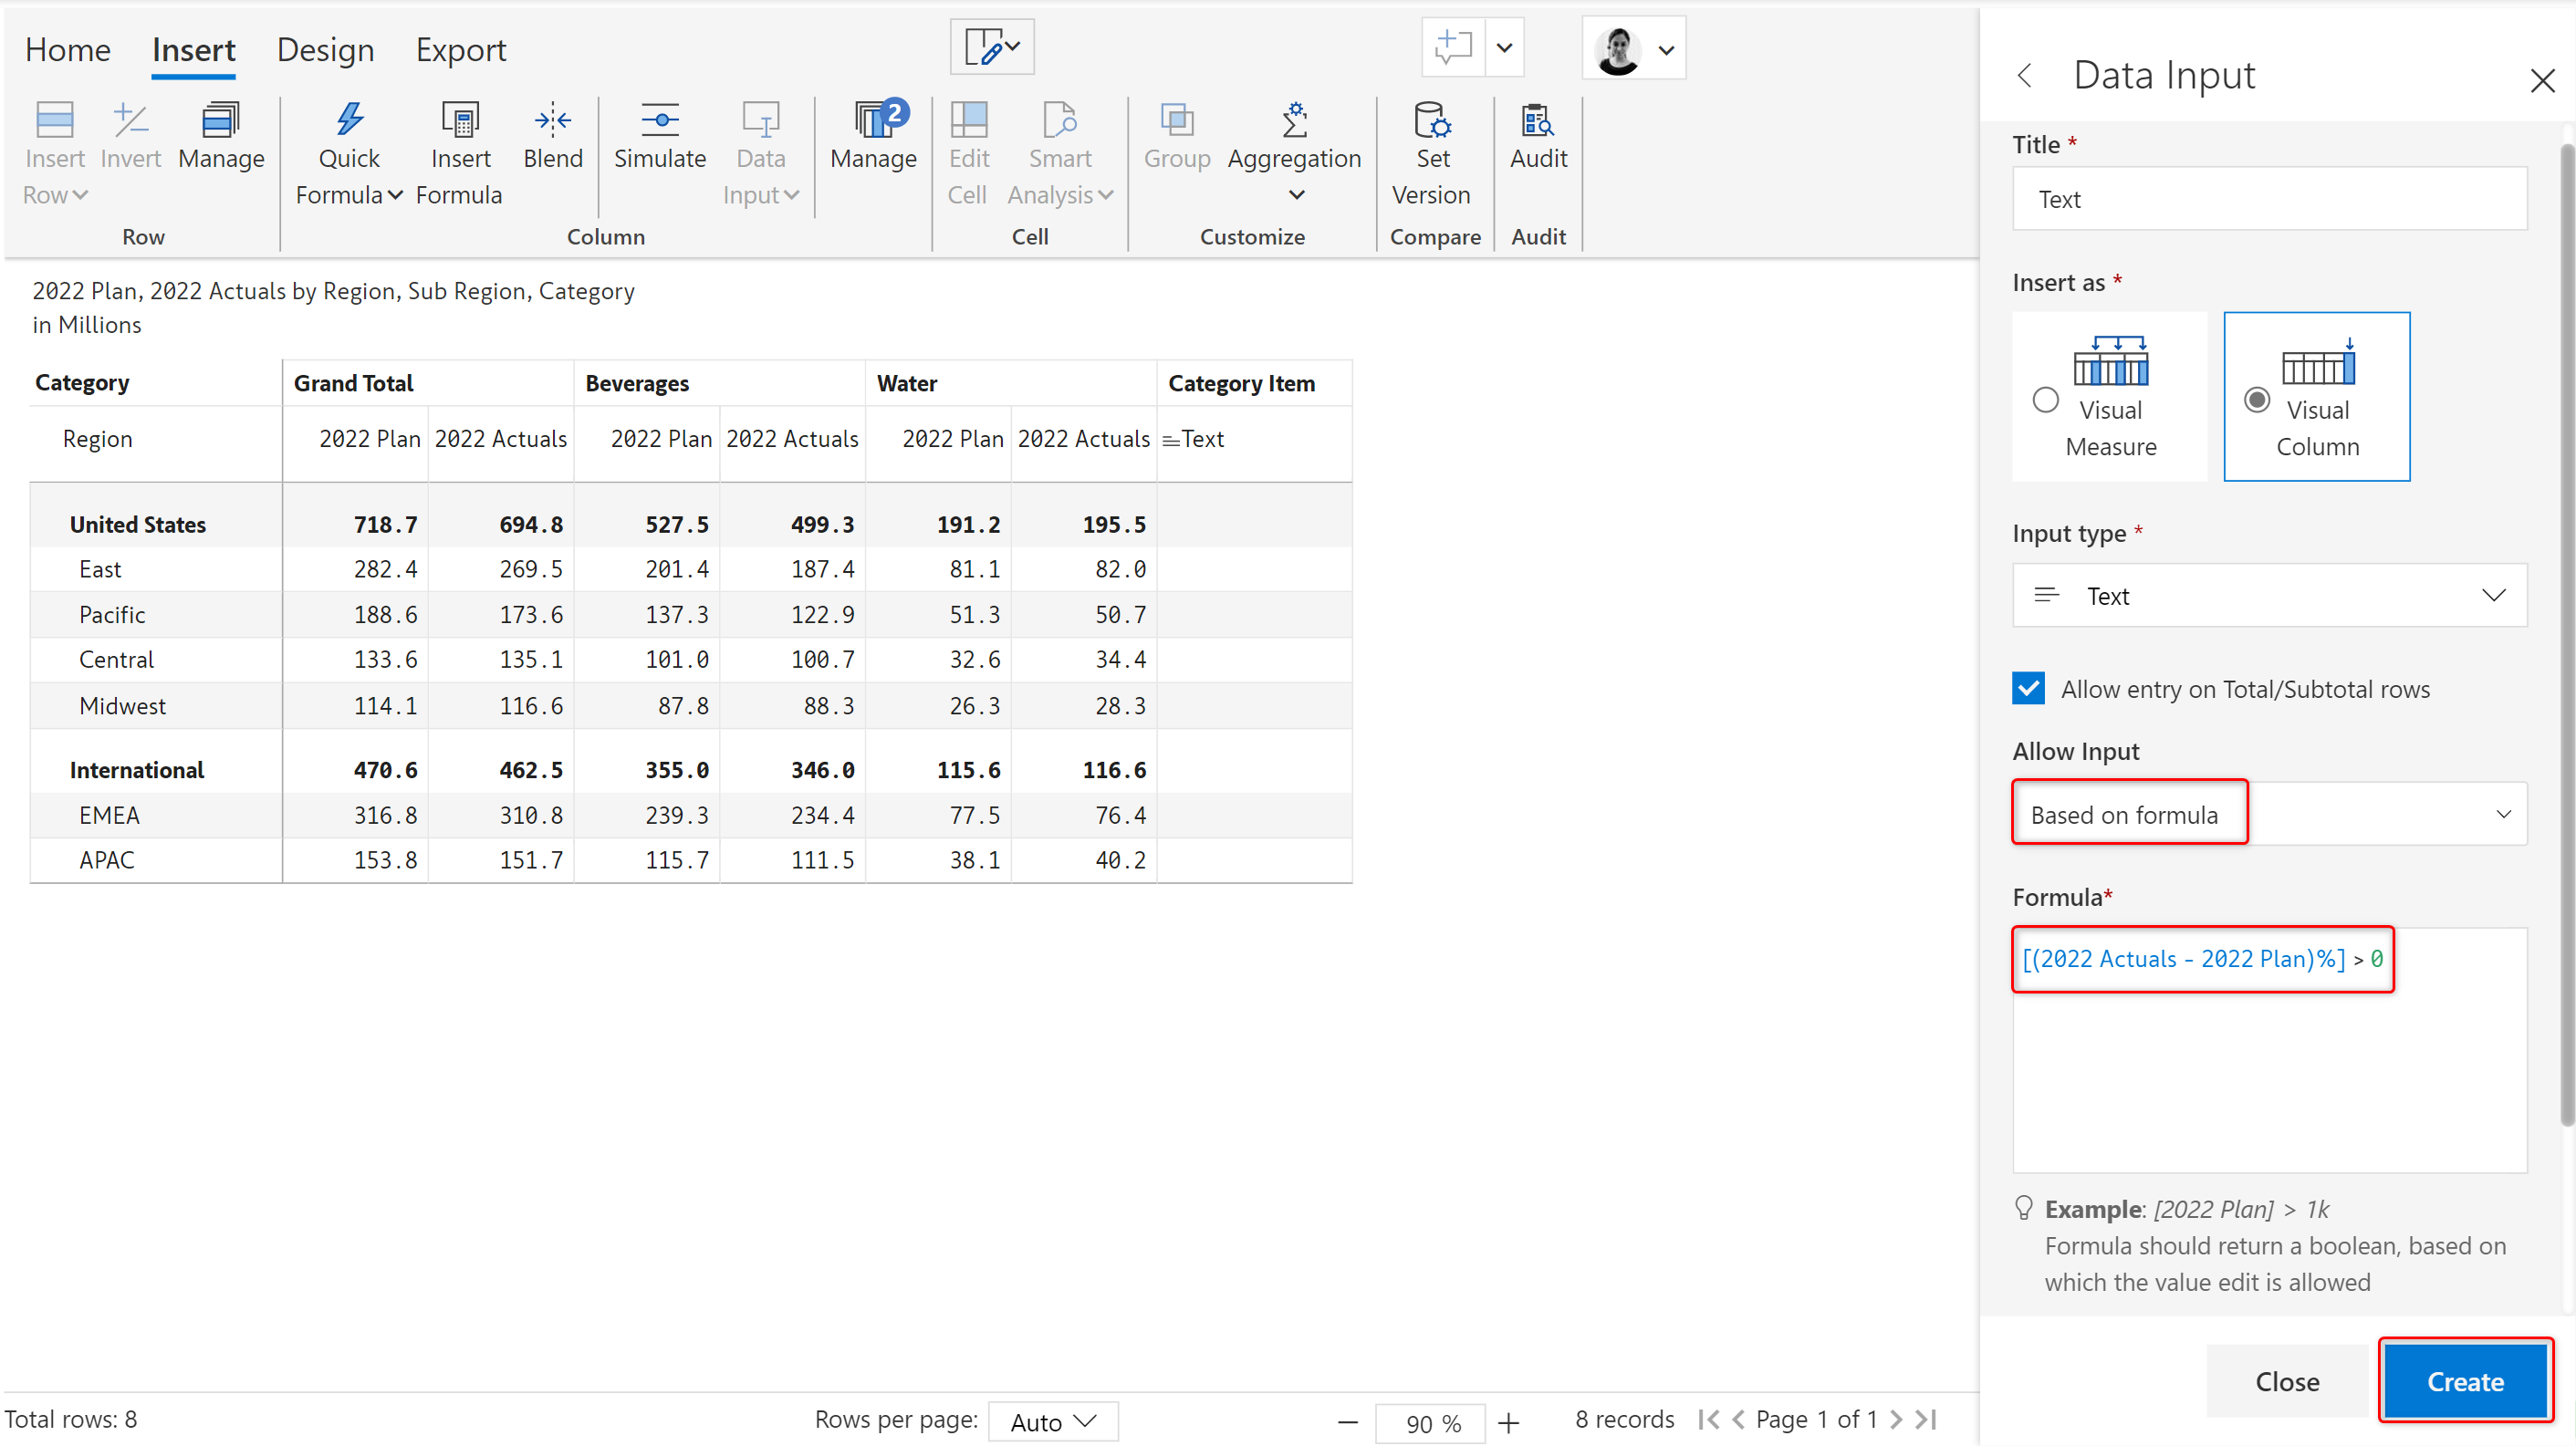 Home Insert Design Export
Insert Row Invert Manage Quick Formula Insert Formula Blend Simulate Data Input Manage 2 Edit Cell Smart Analysis Group Aggregation Set Version Audit
Row Column Cell Customize Compare Audit
2022 Plan, 2022 Actuals by Region, Sub Region, Category
in Millions
Category Grand Total Beverages Water Category Item
Region 2022 Plan 2022 Actuals 2022 Plan 2022 Actuals 2022 Plan 2022 Actuals Text
United States 718.7 694.8 527.5 499.3 191.2 195.5
East 282.4 269.5 201.4 187.4 81.1 82.0
Pacific 188.6 173.6 137.3 122.9 51.3 50.7
Central 133.6 135.1 101.0 100.7 32.6 34.4
Midwest 114.1 116.6 87.8 88.3 26.3 28.3
International 470.6 462.5 355.0 346.0 115.6 116.6
EMEA 316.8 310.8 239.3 234.4 77.5 76.4
APAC 153.8 151.7 115.7 111.5 38.1 40.2
Total rows: 8 Rows per page: Auto 90 % 8 records Page 1 of 1
Data Input
Title *
Text
Insert as *
Visual Measure
Visual Column
Input type *
Text
Allow entry on Total/Subtotal rows
Allow Input
Based on formula
Formula*
[(2022 Actuals - 2022 Plan)%] > 0
Example: [2022 Plan] > 1k
Formula should return a boolean, based on
which the value edit is allowed
Close Create